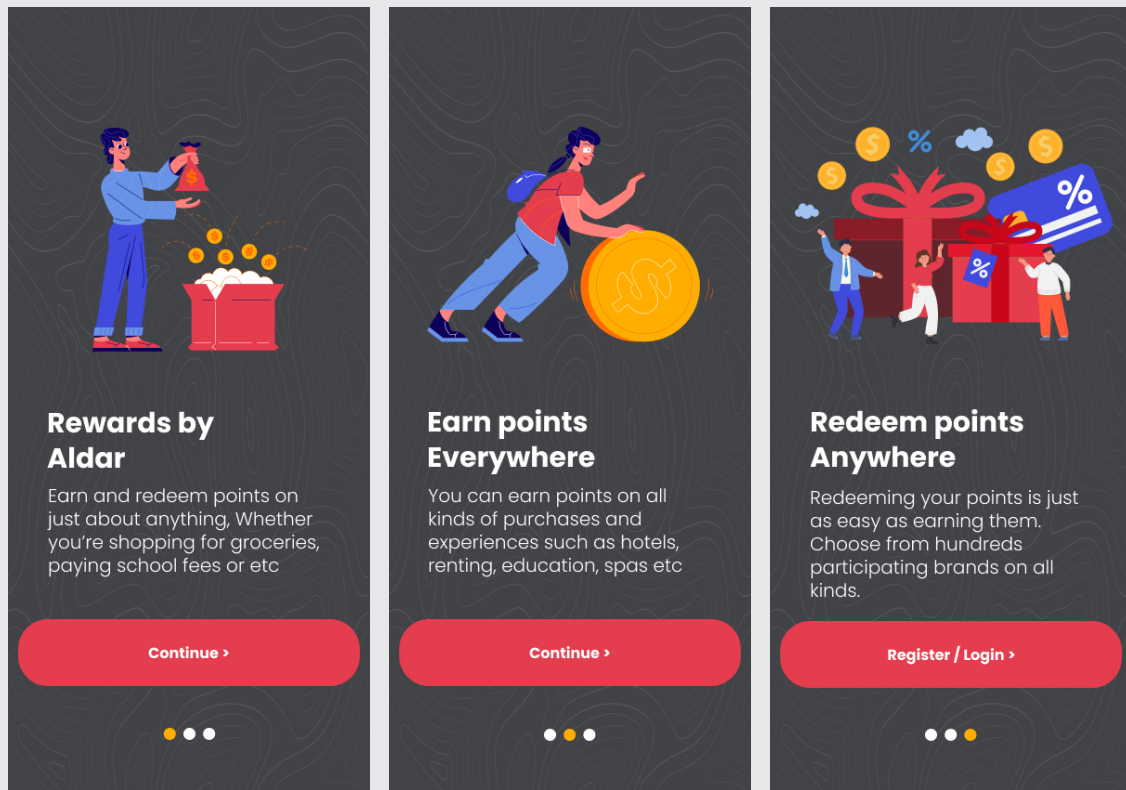 Rewards by
Aldar
Earn and redeem points on
just about anything, Whether
you're shopping for groceries,
paying school fees or etc
Continue >
Earn points
Everywhere
You can earn points on all
kinds of purchases and
experiences such as hotels,
renting, education, spas etc
Continue >
%
%
%
Redeem points
Anywhere
Redeeming your points is just
as easy as earning them.
Choose from hundreds
participating brands on all
kinds.
Register / Login >